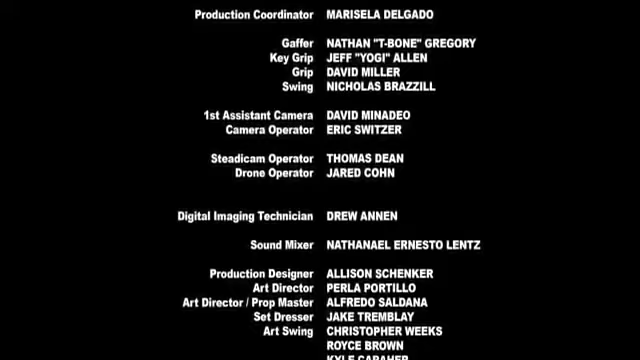 Production Coordinator MARISELA DELGADO
Gaffer NATHAN "T-BONE" GREGORY
Key Grip JEFF "YOGI" ALLEN
Grip DAVID MILLER
Swing NICHOLAS BRAZZILL
1st Assistant Camera DAVID MINADEO
Camera Operator ERIC SWITZER
Steadicam Operator THOMAS DEAN
Drone Operator JARED COHN
Digital Imaging Technician DREW ANNEN
Sound Mixer NATHANAEL ERNESTO LENTZ
Production Designer ALLISON SCHENKER
Art Director PERLA PORTILLO
Art Director / Prop Master ALFREDO SALDANA
Set Dresser JAKE TREMBLAY
Art Swing CHRISTOPHER WEEKS
ROYCE BROWN
KYLE CARAHER